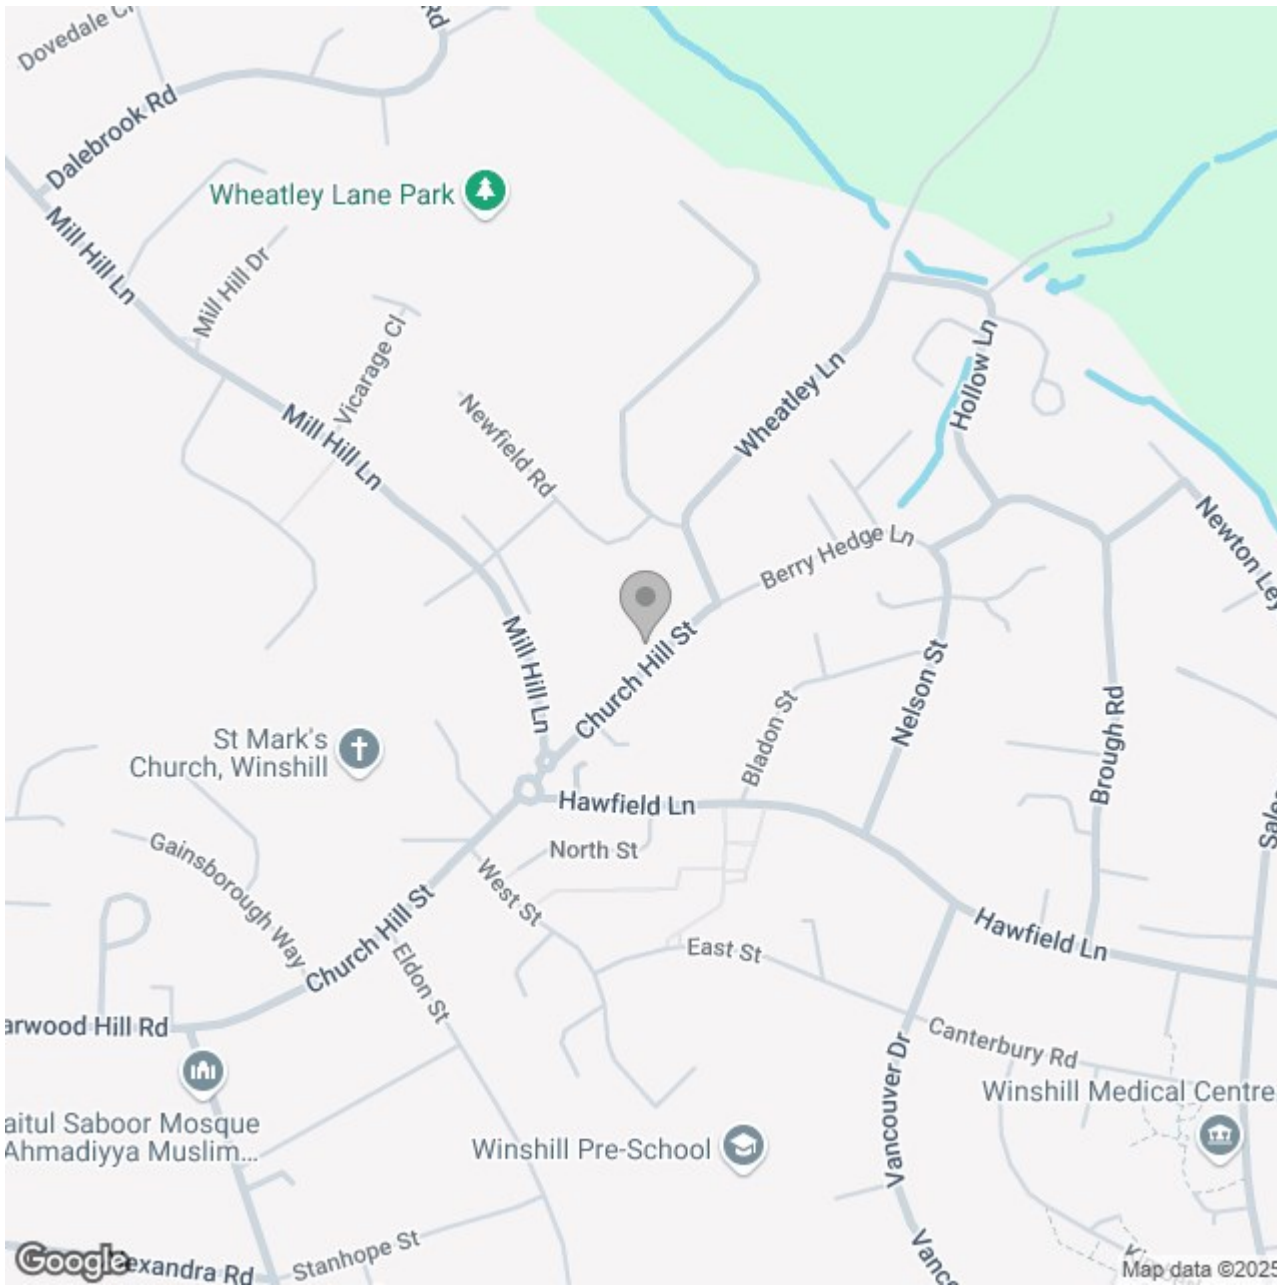 Dovedale
Rd
Dalebrook Rd
Wheatley Lane Park
Mill Hill Ln
Mill Hill Dr
Vicarage Cl
Hollow Ln
Wheatley Ln
Mill Hill Ln
Newfield Rd
Newton Ley
Berry Hedge Ln
Mill Hill Ln
Church Hill St
Nelson St
Bladon St
Brough Rd
St Mark's
Church, Winshill
Hawfield Ln
North St
Gainsborough Way
West St
Church Hill St
East St
Hawfield Ln
Eldon St
arwood Hill Rd
Canterbury Rd
Vancouver Dr
Winshill Medical Centre
aitul Saboor Mosque
Ahmadiyya Muslim...
Winshill Pre-School
Stanhope St
Vanc
Google
exandra Rd
Map data ©2025